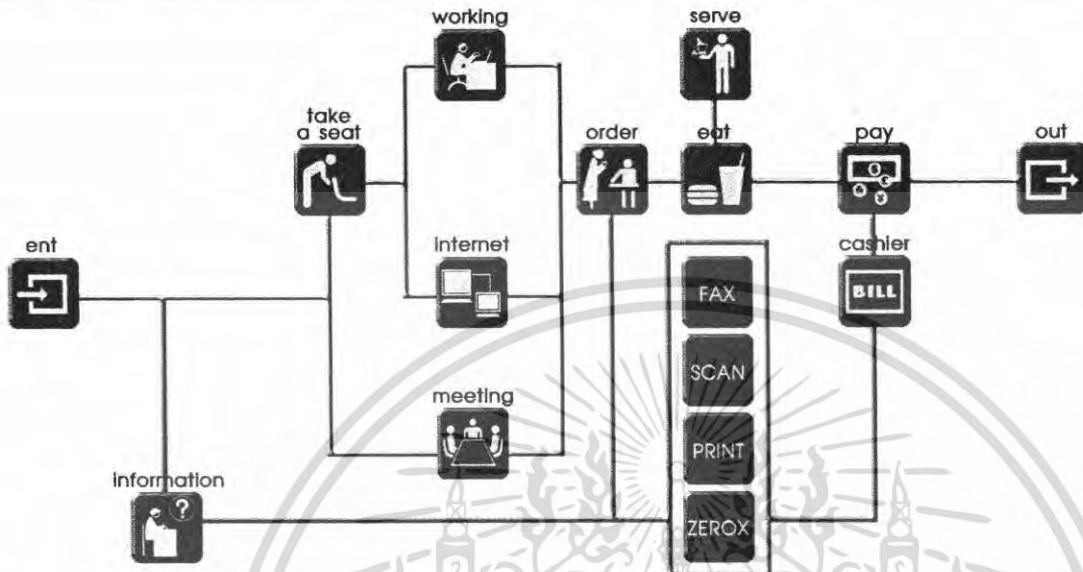 working
serve
take
a seat
order
eat
pay
out
ent
internet
cashier
BILL
FAX
SCAN
meeting
PRINT
information
?
ZEROX